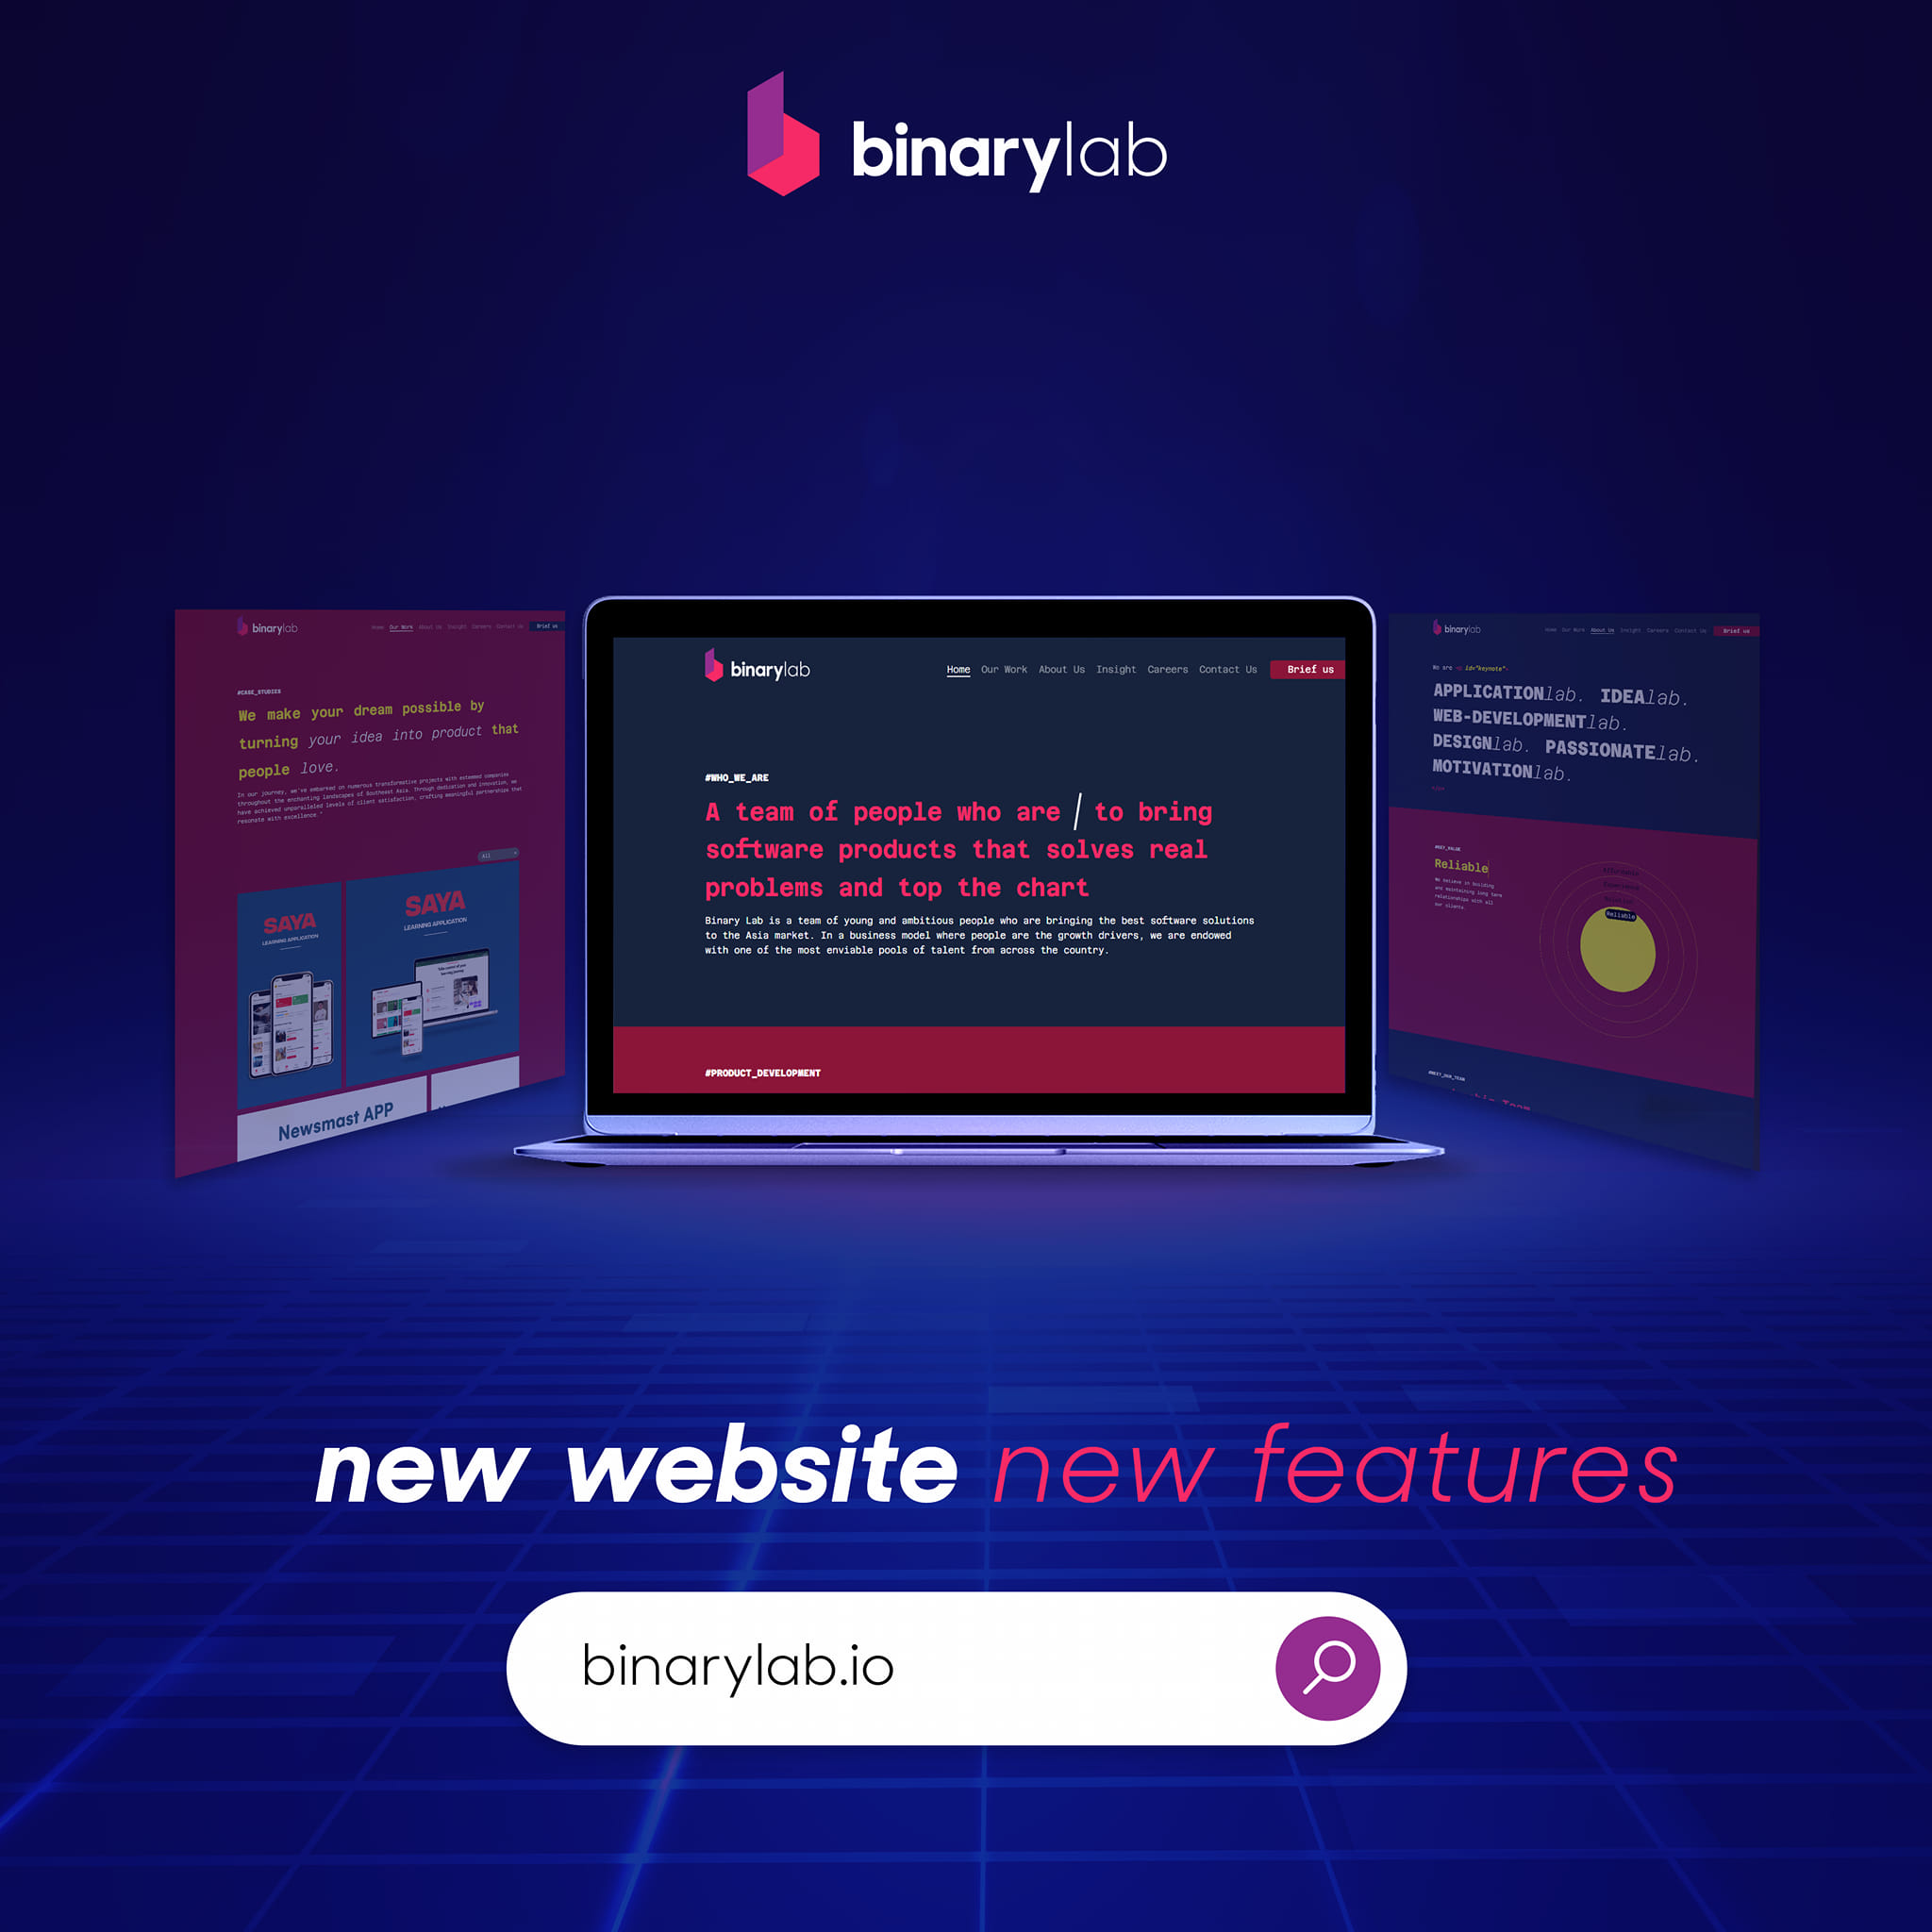 binarylab
binarylab
Home Our Work About Us Insight Careers Contact Us Brief us
#CASE_STUDIES
We make your dream possible by
turning your idea into product that
people love.
In our journey, we've embarked on numerous transformative projects with esteemed companies
throughout the enchanting landscapes of Southeast Asia. Through dedication and innovation, we
have achieved unparalleled levels of client satisfaction, crafting meaningful partnerships that
resonate with excellence."
All
SAYA
LEARNING APPLICATION
SAYA
LEARNING APPLICATION
Newsmast APP
binarylab
Home Our Work About Us Insight Careers Contact Us Brief us
#WHO_WE_ARE
A team of people who are / to bring
software products that solves real
problems and top the chart
Binary Lab is a team of young and ambitious people who are bringing the best software solutions
to the Asia market. In a business model where people are the growth drivers, we are endowed
with one of the most enviable pools of talent from across the country.
#PRODUCT_DEVELOPMENT
binarylab
Home Our Work About Us Insight Careers Contact Us Brief us
We are <p id="keynote">
APPLICATIONlab. IDEAlab.
WEB-DEVELOPMENTlab.
DESIGNlab. PASSIONATElab.
MOTIVATIONlab.
#KEY_VALUE
Reliable
We believe in building
and maintaining long term
relationships with all
our clients.
Reliable
#MEET_OUR_TEAM
new website new features
binarylab.io